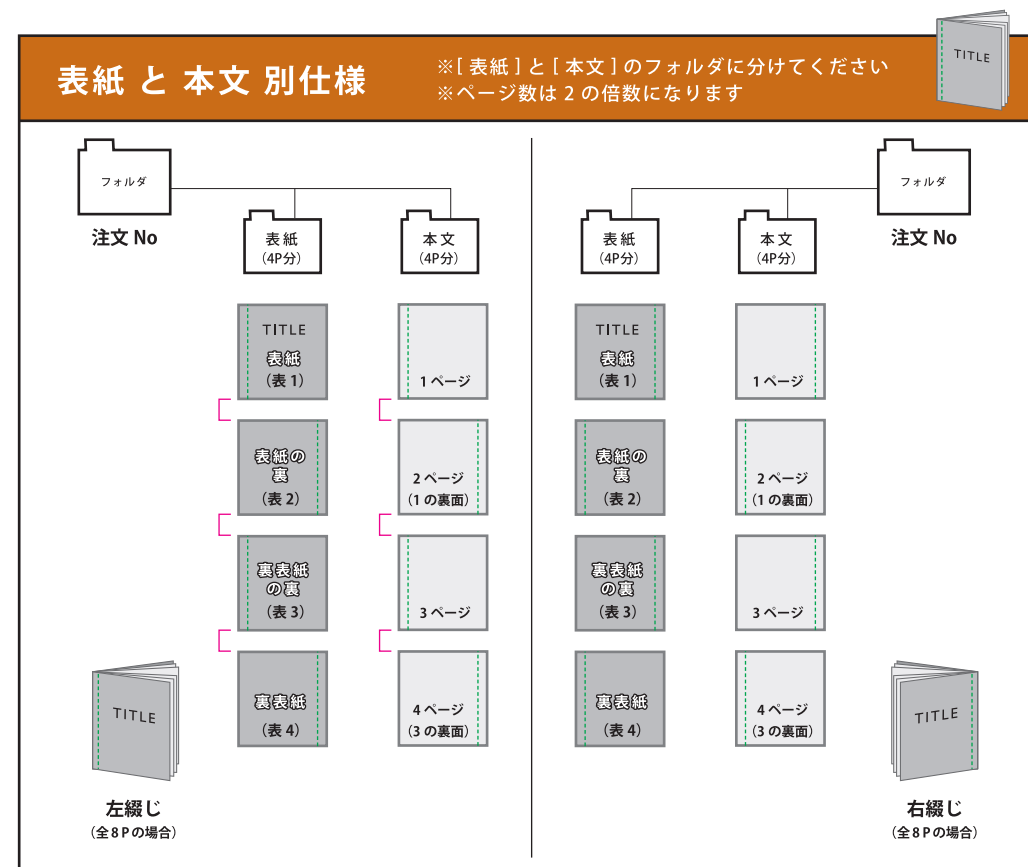 表紙 と 本文 別仕様
※[ 表紙 ] と [ 本文 ] のフォルダに分けてください
※ページ数は 2 の倍数になります
TITLE
フォルダ
注文 No
表紙
(4P分)
本文
(4P分)
TITLE
表紙
(表 1)
1 ページ
表紙の
裏
(表 2)
2 ページ
(1 の裏面)
裏表紙
の裏
(表 3)
3 ページ
裏表紙
(表 4)
4 ページ
(3 の裏面)
TITLE
左綴じ
(全8Pの場合)
フォルダ
注文 No
表紙
(4P分)
本文
(4P分)
TITLE
表紙
(表 1)
1 ページ
表紙の
裏
(表 2)
2 ページ
(1 の裏面)
裏表紙
の裏
(表 3)
3 ページ
裏表紙
(表 4)
4 ページ
(3 の裏面)
TITLE
右綴じ
(全8Pの場合)